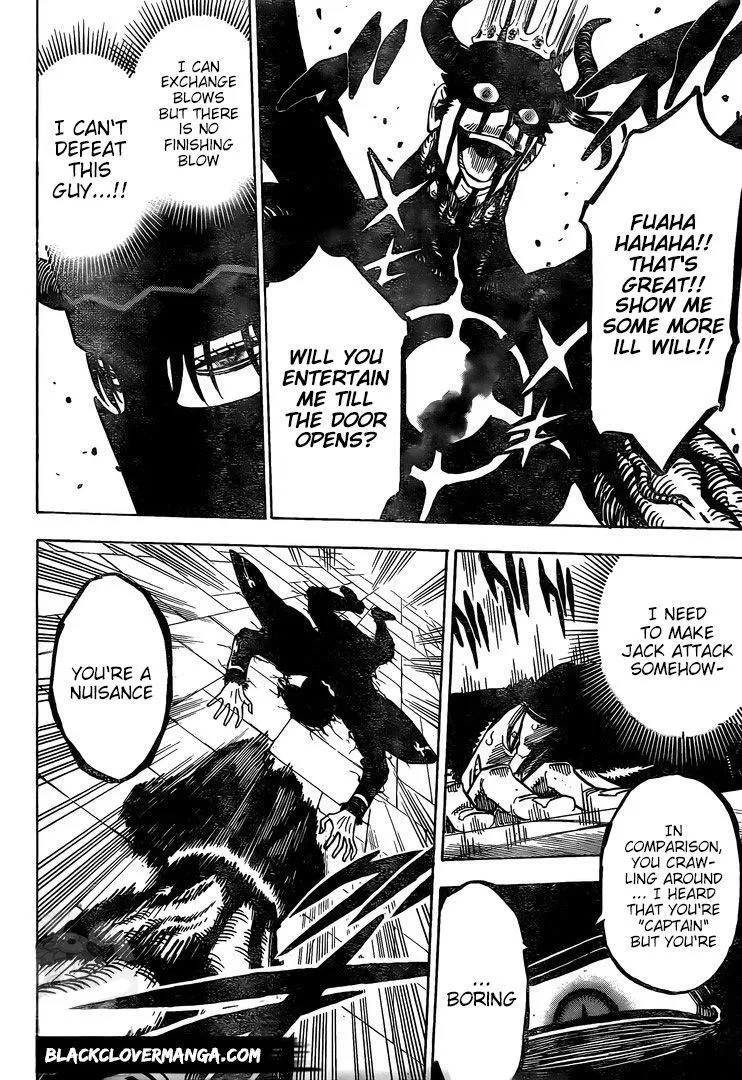 FUAHA
HAHAHA!!
THAT'S
GREAT!!
SHOW ME
SOME MORE
ILL WILL!!
WILL YOU
ENTERTAIN
ME TILL
THE DOOR
OPENS?
I CAN
EXCHANGE
BLOWS
BUT THERE
IS NO
FINISHING
BLOW
I CAN'T
DEFEAT
THIS
GUY...!!
I NEED
TO MAKE
JACK ATTACK
SOMEHOW-
IN
COMPARISON,
YOU CRAW-
LING AROUND
... I HEARD
THAT YOU'RE
"CAPTAIN"
BUT YOU'RE
...
BORING
YOU'RE A
NUISANCE
BLACKCLOVERMANGA.COM